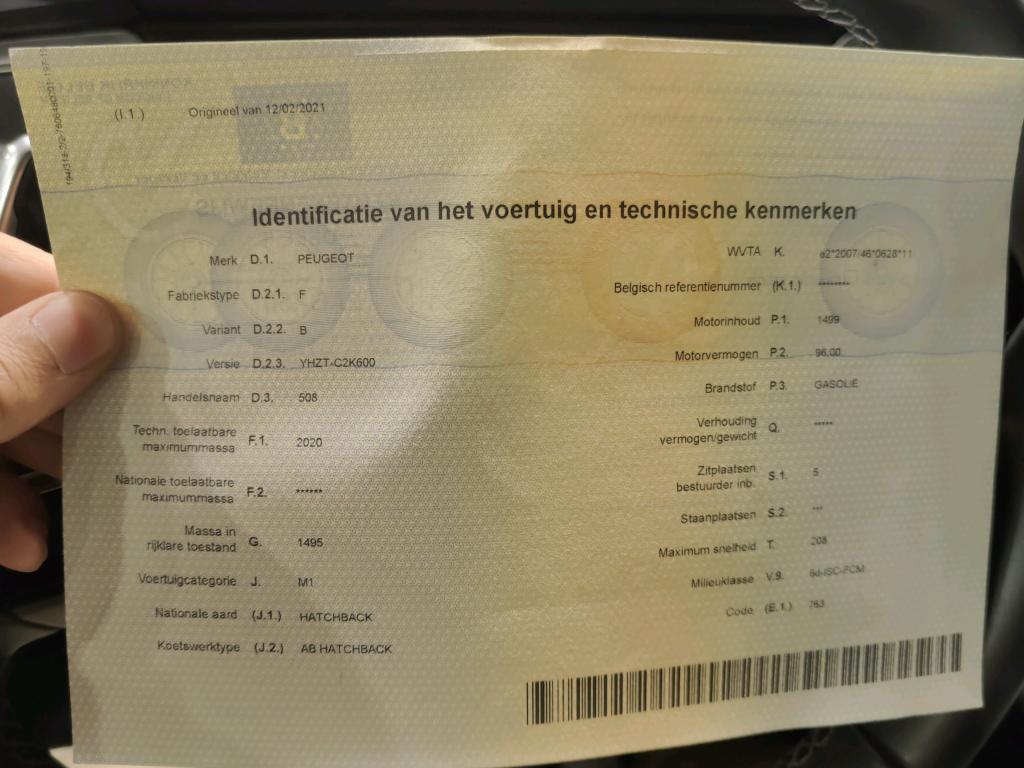 (I.1.) Origineel van 12/02/2021
Identificatie van het voertuig en technische kenmerken
Merk D.1. PEUGEOT
Fabriekstype D.2.1. F
Variant D.2.2. B
Versie D.2.3. YHZT-C2K600
Handelsnaam D.3. 508
Techn. toelaatbare
maximummassa F.1. 2020
Nationale toelaatbare
maximummassa F.2. ******
Massa in
rijklare toestand G. 1495
Voertuigcategorie J. M1
Nationale aard (J.1.) HATCHBACK
Koetswerktype (J.2.) AB HATCHBACK
WVTA K. e2*2007/46*0628*11
Belgisch referentienummer (K.1.) ********
Motorinhoud P.1. 1499
Motorvermogen P.2. 96.00
Brandstof P.3. GASOLIE
Verhouding
vermogen/gewicht Q. *****
Zitplaatsen
bestuurder inb. S.1. 5
Staanplaatsen S.2. ***
Maximum snelheid T. 208
Milieuklasse V.9. 6d-ISC-FCM
Code (E.1.) 763